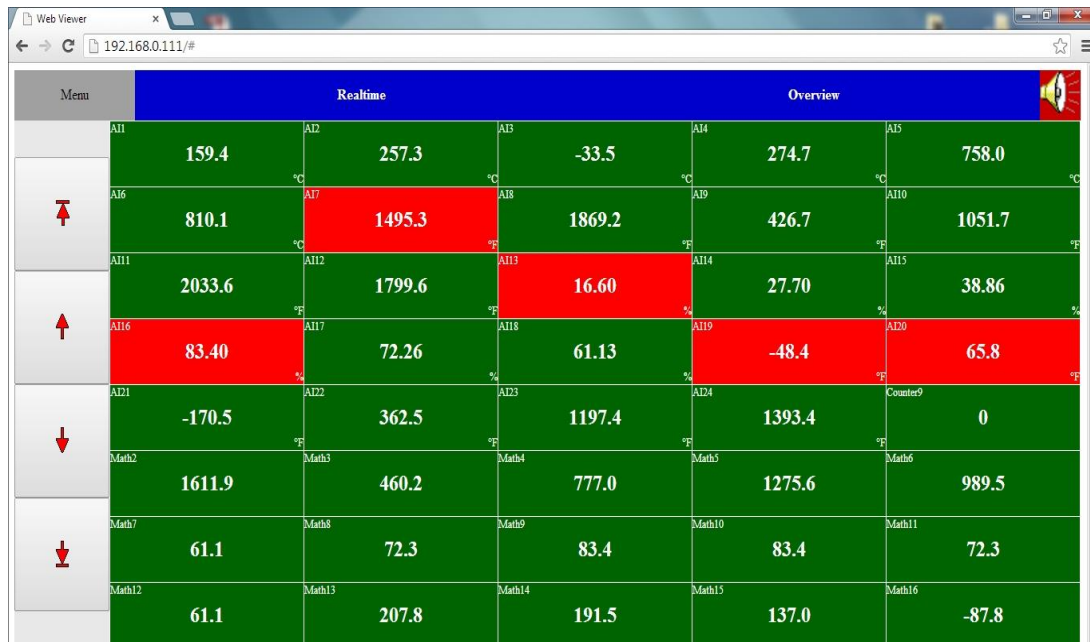 Web Viewer
192.168.0.111/#
Menu Realtime Overview
AI1 AI2 AI3 AI4 AI5
159.4 257.3 -33.5 274.7 758.0
°C °C °C °C °C
AI6 AI7 AI8 AI9 AI10
810.1 1495.3 1869.2 426.7 1051.7
°C °F °F °F °F
AI11 AI12 AI13 AI14 AI15
2033.6 1799.6 16.60 27.70 38.86
°F °F % % %
AI16 AI17 AI18 AI19 AI20
83.40 72.26 61.13 -48.4 65.8
% % % °F °F
AI21 AI22 AI23 AI24 Counter9
-170.5 362.5 1197.4 1393.4 0
°F °F °F °F
Math2 Math3 Math4 Math5 Math6
1611.9 460.2 777.0 1275.6 989.5
Math7 Math8 Math9 Math10 Math11
61.1 72.3 83.4 83.4 72.3
Math12 Math13 Math14 Math15 Math16
61.1 207.8 191.5 137.0 -87.8